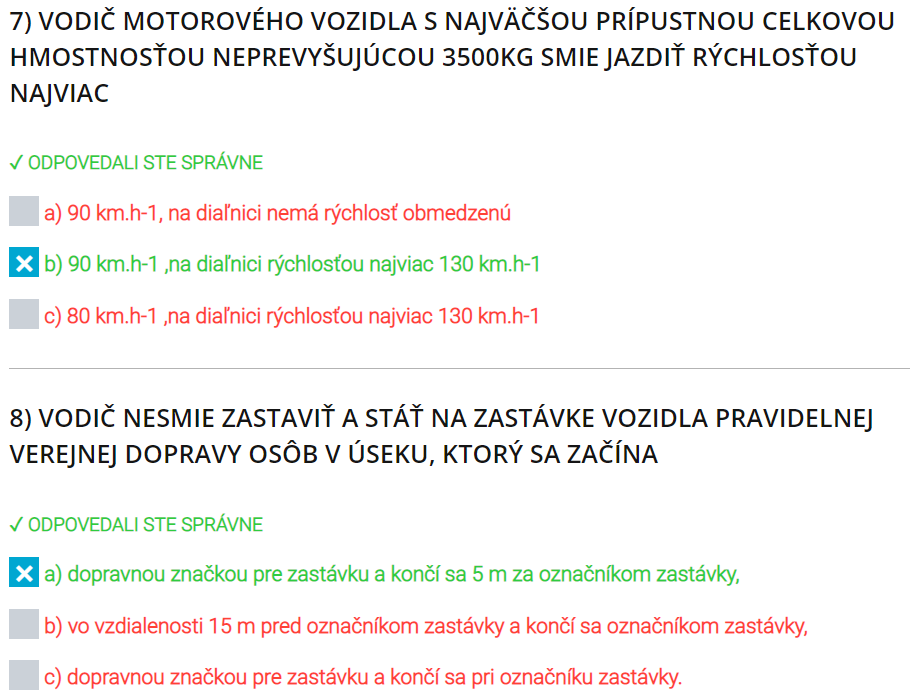 7) VODIČ MOTOROVÉHO VOZIDLA S NAJVÄČŠOU PRÍPUSTNOU CELKOVOU
HMOSTNOSŤOU NEPREVYŠUJÚCOU 3500KG SMIE JAZDIŤ RÝCHLOSŤOU
NAJVIAC
✓ ODPOVEDALI STE SPRÁVNE
a) 90 km.h-1, na diaľnici nemá rýchlosť obmedzenú
b) 90 km.h-1 ,na diaľnici rýchlosťou najviac 130 km.h-1
c) 80 km.h-1 ,na diaľnici rýchlosťou najviac 130 km.h-1
8) VODIČ NESMIE ZASTAVIŤ A STÁŤ NA ZASTÁVKE VOZIDLA PRAVIDELNEJ
VEREJNEJ DOPRAVY OSÔB V ÚSEKU, KTORÝ SA ZAČÍNA
✓ ODPOVEDALI STE SPRÁVNE
a) dopravnou značkou pre zastávku a končí sa 5 m za označníkom zastávky,
b) vo vzdialenosti 15 m pred označníkom zastávky a končí sa označníkom zastávky,
c) dopravnou značkou pre zastávku a končí sa pri označníku zastávky.